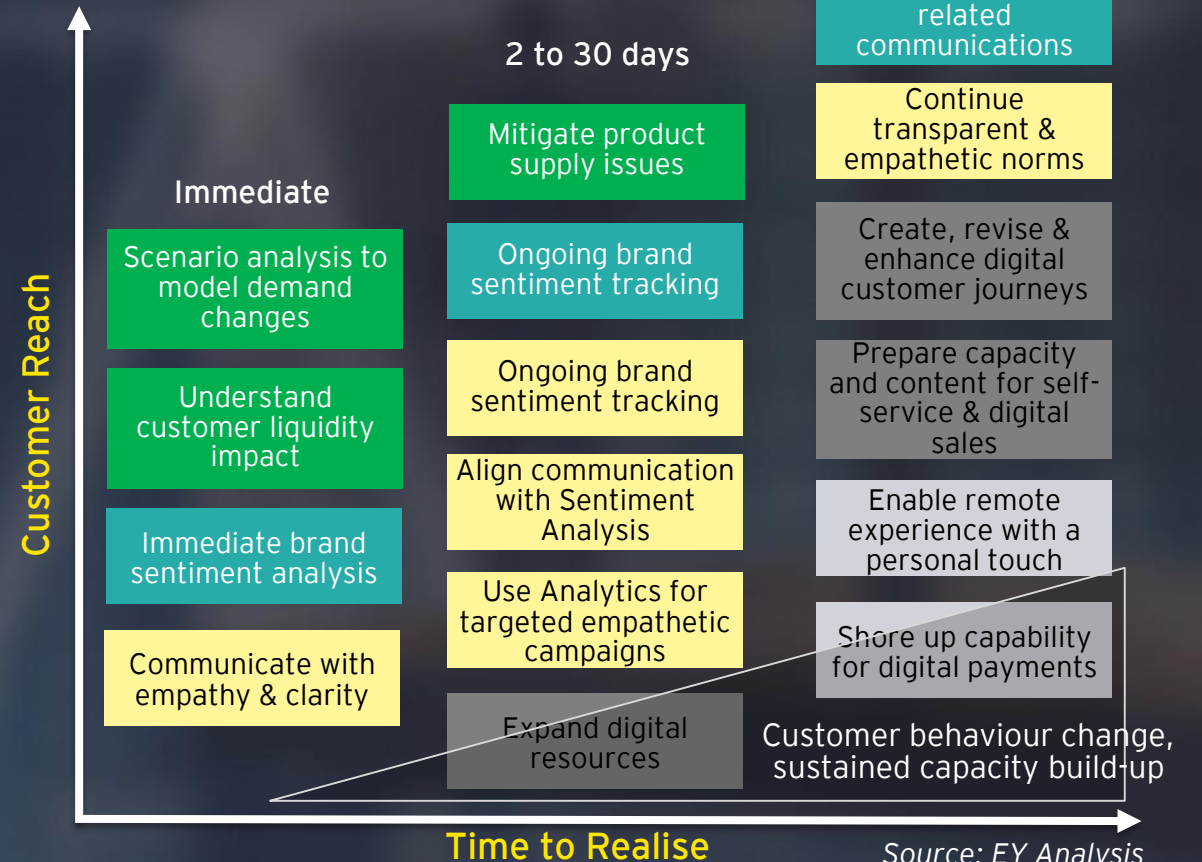 Customer Reach
Immediate
Scenario analysis to
model demand
changes
Understand
customer liquidity
impact
Immediate brand
sentiment analysis
Communicate with
empathy & clarity
2 to 30 days
Mitigate product
supply issues
Ongoing brand
sentiment tracking
Ongoing brand
sentiment tracking
Align communication
with Sentiment
Analysis
Use Analytics for
targeted empathetic
campaigns
Expand digital
resources
related
communications
Continue
transparent &
empathetic norms
Create, revise &
enhance digital
customer journeys
Prepare capacity
and content for self-
service & digital
sales
Enable remote
experience with a
personal touch
Shore up capability
for digital payments
Customer behaviour change,
sustained capacity build-up
Time to Realise
Source: EY Analysis